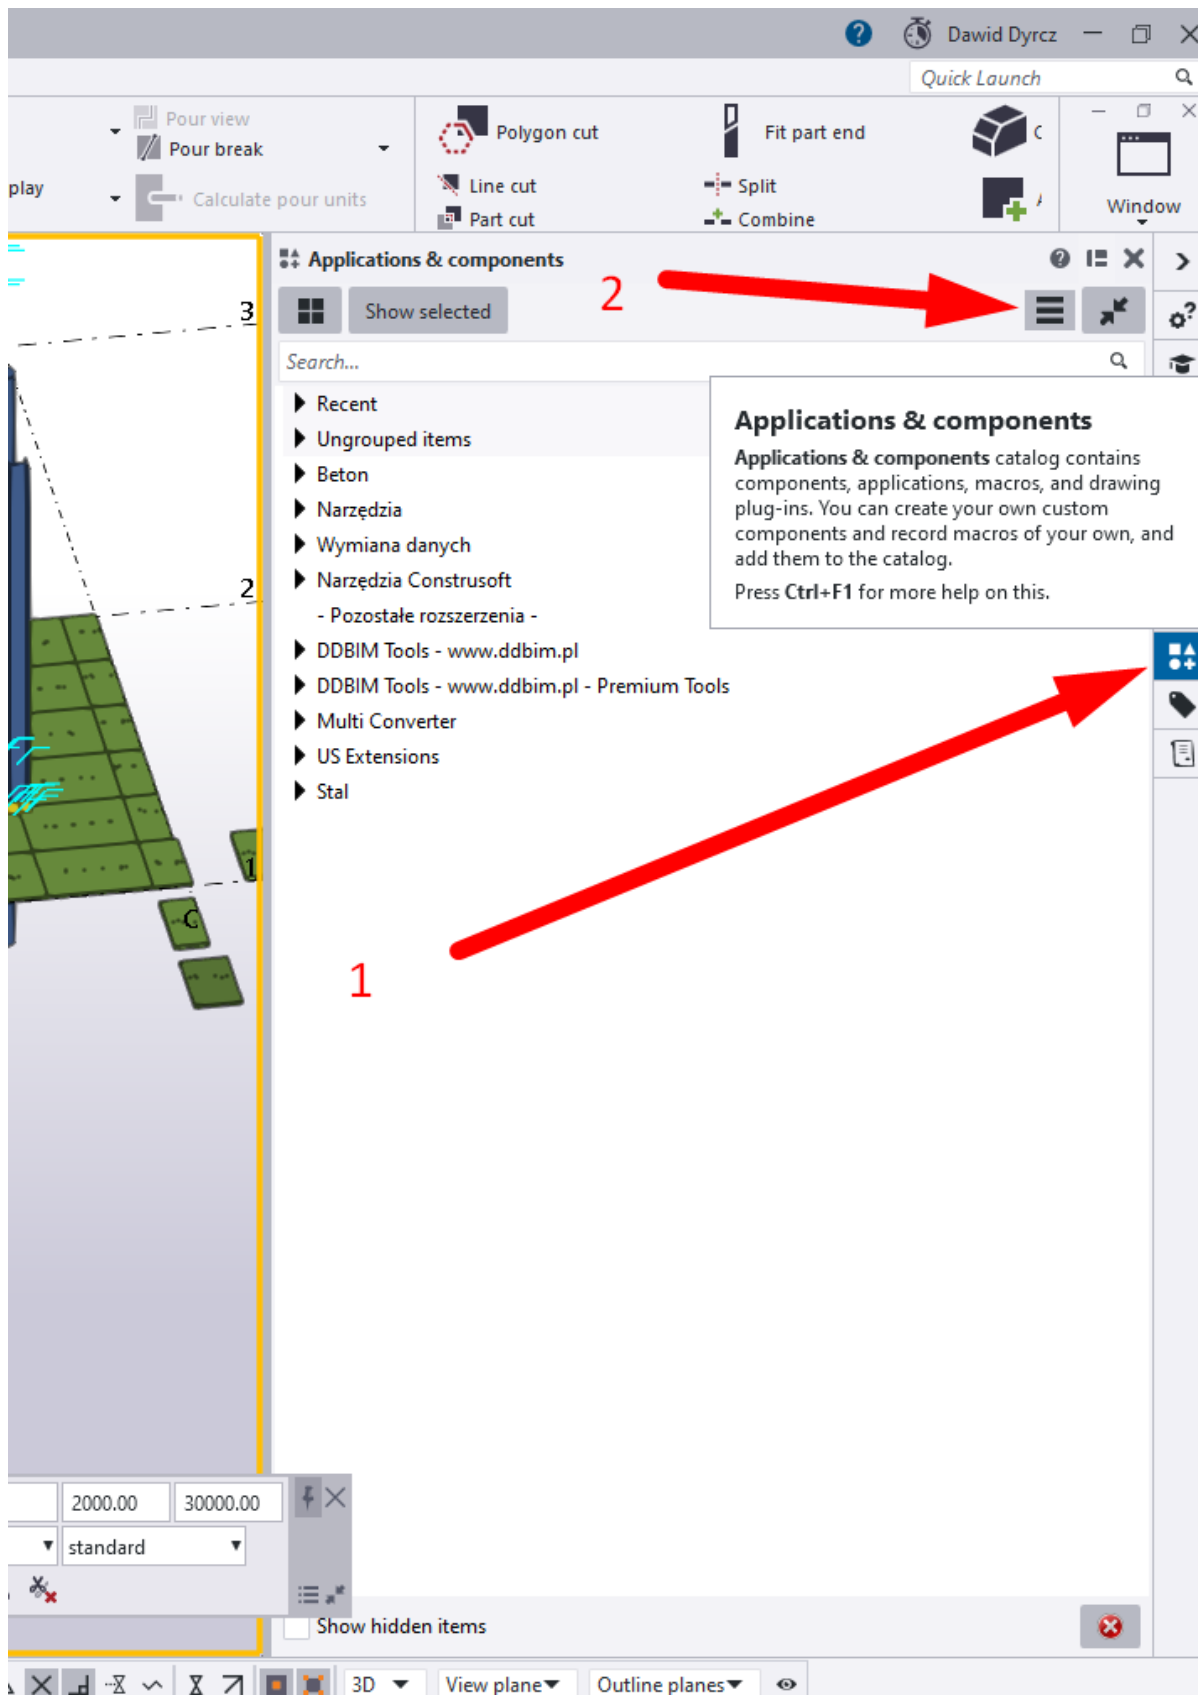 Dawid Dyrcz
Quick Launch
Pour view
Pour break
play
Calculate pour units
Polygon cut
Line cut
Part cut
Fit part end
Split
Combine
Window
Applications & components
2
Show selected
Search...
Recent
Ungrouped items
Beton
Narzędzia
Wymiana danych
Narzędzia Construsoft
- Pozostałe rozszerzenia -
DDBIM Tools - www.ddbim.pl
DDBIM Tools - www.ddbim.pl - Premium Tools
Multi Converter
US Extensions
Stal
Applications & components
Applications & components catalog contains
components, applications, macros, and drawing
plug-ins. You can create your own custom
components and record macros of your own, and
add them to the catalog.
Press Ctrl+F1 for more help on this.
3
2
1
C
1
2000.00 30000.00
standard
Show hidden items
3D View plane Outline planes